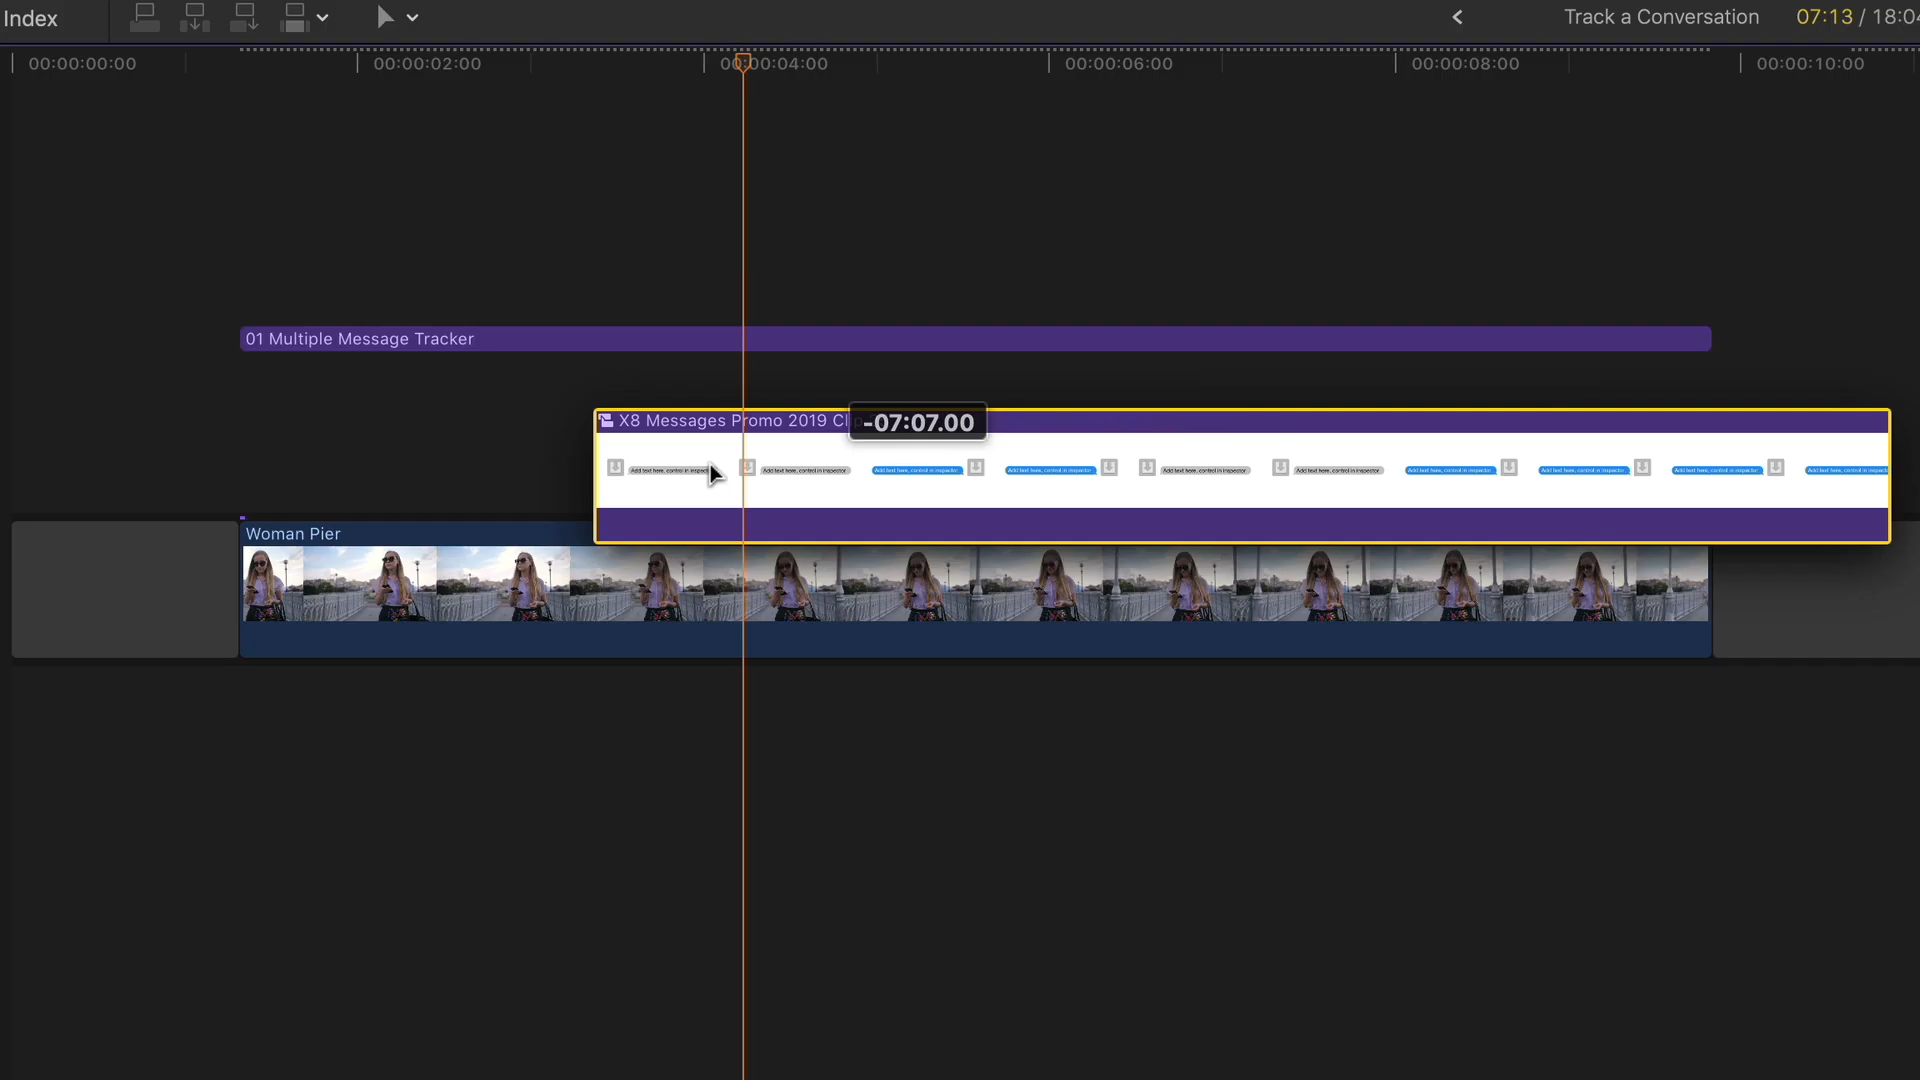 Index
Track a Conversation
07:13 / 18:04
00:00:00:00
00:00:02:00
00:00:04:00
00:00:06:00
00:00:08:00
00:00:10:00
01 Multiple Message Tracker
X8 Messages Promo 2019 Cl
-07:07.00
Add text here, control in inspector
Add text here, control in inspector
Add text here, control in inspector
Add text here, control in inspector
Add text here, control in inspector
Add text here, control in inspector
Add text here, control in inspector
Add text here, control in inspector
Add text here, control in inspector
Add text here, control in inspec
Woman Pier